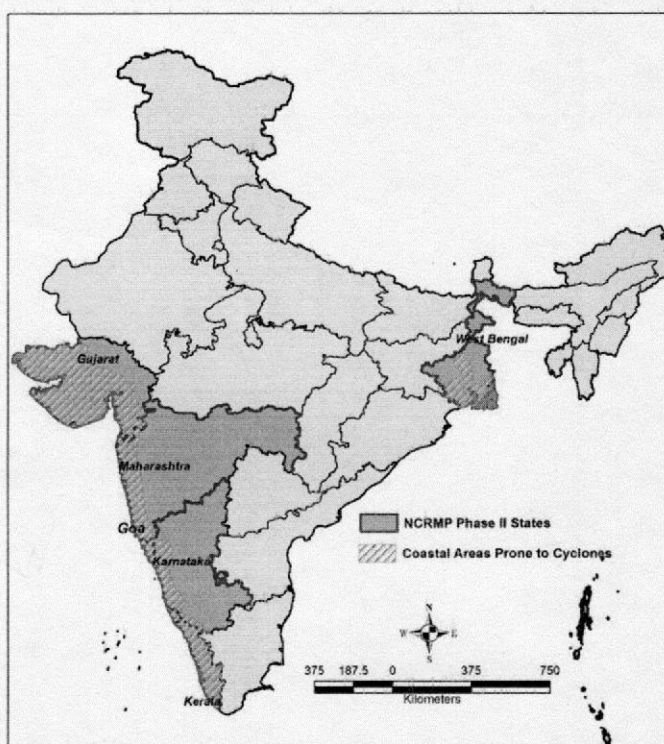 Gujarat
West Bengal
Maharashtra
Goa
NCRMP Phase II States
Coastal Areas Prone to Cyclones
Karnataka
N
W E
S
375 187.5 0 375 750
Kilometers
Kerala